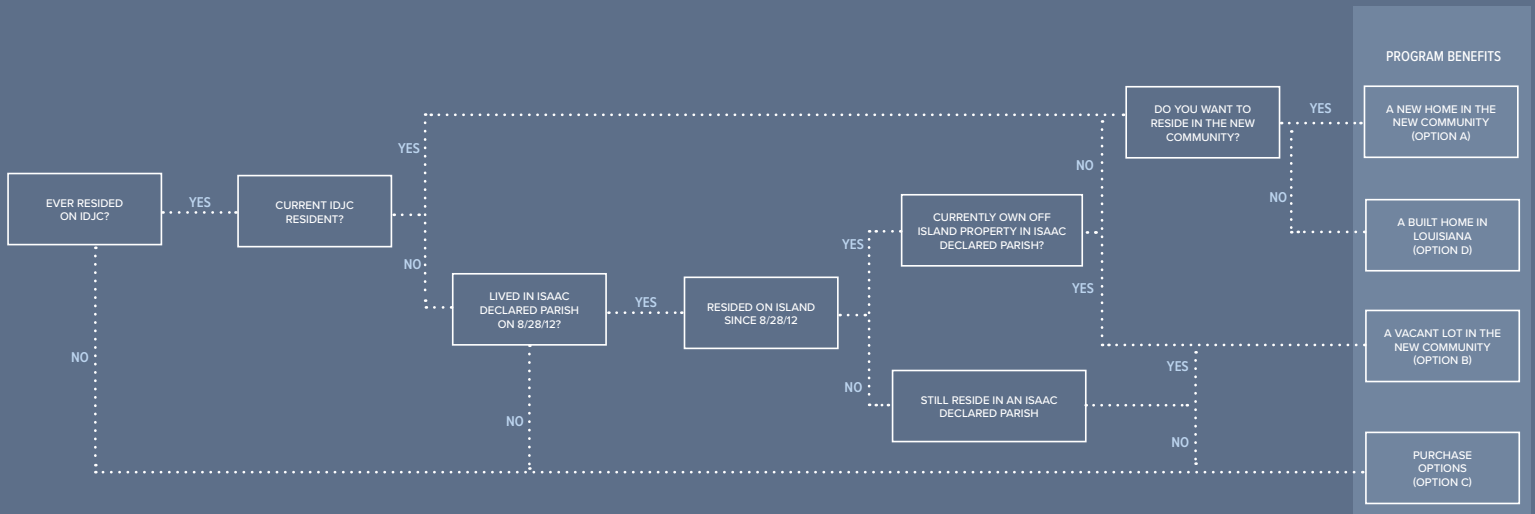 PROGRAM BENEFITS
EVER RESIDED
ON IDJC?
YES
NO
CURRENT IDJC
RESIDENT?
YES
NO
LIVED IN ISAAC
DECLARED PARISH
ON 8/28/12?
YES
NO
RESIDED ON ISLAND
SINCE 8/28/12
YES
NO
CURRENTLY OWN OFF
ISLAND PROPERTY IN ISAAC
DECLARED PARISH?
NO
YES
STILL RESIDE IN AN ISAAC
DECLARED PARISH
YES
NO
DO YOU WANT TO
RESIDE IN THE NEW
COMMUNITY?
YES
NO
A NEW HOME IN THE
NEW COMMUNITY
(OPTION A)
A BUILT HOME IN
LOUISIANA
(OPTION D)
A VACANT LOT IN THE
NEW COMMUNITY
(OPTION B)
PURCHASE
OPTIONS
(OPTION C)